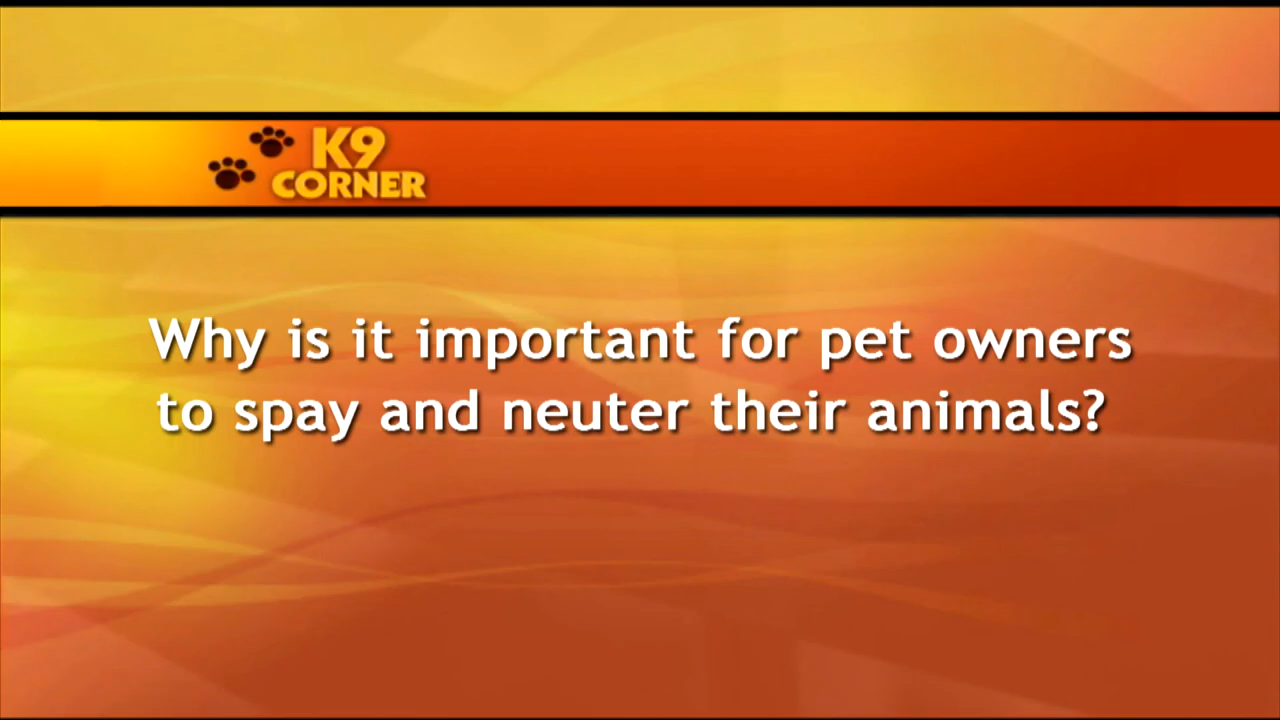 K9
CORNER
Why is it important for pet owners
to spay and neuter their animals?